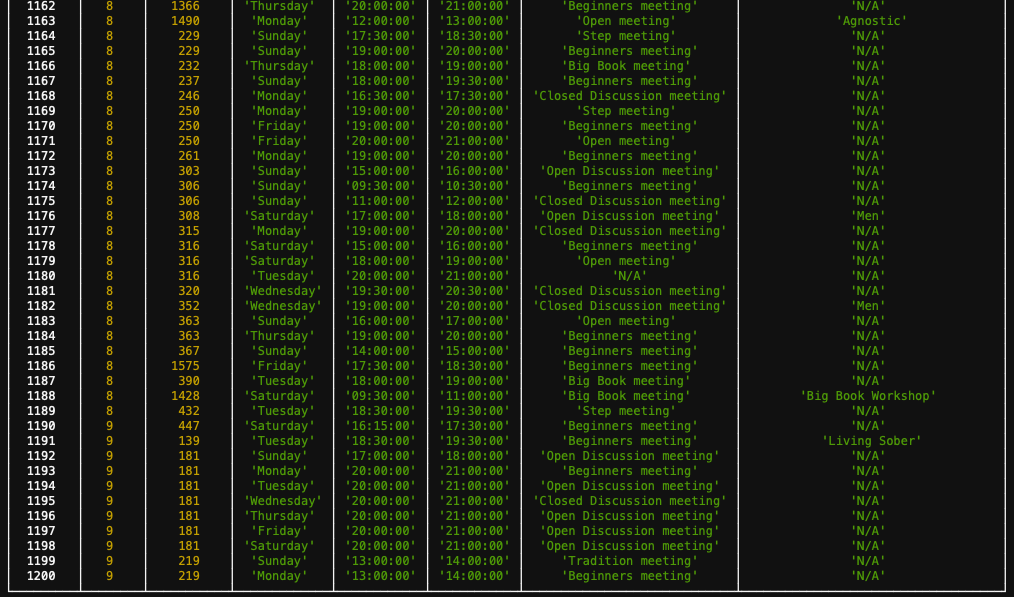 1162 8 1366 'Thursday' '20:00:00' '21:00:00' 'Beginners meeting' 'N/A'
1163 8 1490 'Monday' '12:00:00' '13:00:00' 'Open meeting' 'Agnostic'
1164 8 229 'Sunday' '17:30:00' '18:30:00' 'Step meeting' 'N/A'
1165 8 229 'Sunday' '19:00:00' '20:00:00' 'Beginners meeting' 'N/A'
1166 8 232 'Thursday' '18:00:00' '19:00:00' 'Big Book meeting' 'N/A'
1167 8 237 'Sunday' '18:00:00' '19:30:00' 'Beginners meeting' 'N/A'
1168 8 246 'Monday' '16:30:00' '17:30:00' 'Closed Discussion meeting' 'N/A'
1169 8 250 'Monday' '19:00:00' '20:00:00' 'Step meeting' 'N/A'
1170 8 250 'Friday' '19:00:00' '20:00:00' 'Beginners meeting' 'N/A'
1171 8 250 'Friday' '20:00:00' '21:00:00' 'Open meeting' 'N/A'
1172 8 261 'Monday' '19:00:00' '20:00:00' 'Beginners meeting' 'N/A'
1173 8 303 'Sunday' '15:00:00' '16:00:00' 'Open Discussion meeting' 'N/A'
1174 8 306 'Sunday' '09:30:00' '10:30:00' 'Beginners meeting' 'N/A'
1175 8 306 'Sunday' '11:00:00' '12:00:00' 'Closed Discussion meeting' 'N/A'
1176 8 308 'Saturday' '17:00:00' '18:00:00' 'Open Discussion meeting' 'Men'
1177 8 315 'Monday' '19:00:00' '20:00:00' 'Closed Discussion meeting' 'N/A'
1178 8 316 'Saturday' '15:00:00' '16:00:00' 'Beginners meeting' 'N/A'
1179 8 316 'Saturday' '18:00:00' '19:00:00' 'Open meeting' 'N/A'
1180 8 316 'Tuesday' '20:00:00' '21:00:00' 'N/A' 'N/A'
1181 8 320 'Wednesday' '19:30:00' '20:30:00' 'Closed Discussion meeting' 'N/A'
1182 8 352 'Wednesday' '19:00:00' '20:00:00' 'Closed Discussion meeting' 'Men'
1183 8 363 'Sunday' '16:00:00' '17:00:00' 'Open meeting' 'N/A'
1184 8 363 'Thursday' '19:00:00' '20:00:00' 'Beginners meeting' 'N/A'
1185 8 367 'Sunday' '14:00:00' '15:00:00' 'Beginners meeting' 'N/A'
1186 8 1575 'Friday' '17:30:00' '18:30:00' 'Beginners meeting' 'N/A'
1187 8 390 'Tuesday' '18:00:00' '19:00:00' 'Big Book meeting' 'N/A'
1188 8 1428 'Saturday' '09:30:00' '11:00:00' 'Big Book meeting' 'Big Book Workshop'
1189 8 432 'Tuesday' '18:30:00' '19:30:00' 'Step meeting' 'N/A'
1190 9 447 'Saturday' '16:15:00' '17:30:00' 'Beginners meeting' 'N/A'
1191 9 139 'Tuesday' '18:30:00' '19:30:00' 'Beginners meeting' 'Living Sober'
1192 9 181 'Sunday' '17:00:00' '18:00:00' 'Open Discussion meeting' 'N/A'
1193 9 181 'Monday' '20:00:00' '21:00:00' 'Beginners meeting' 'N/A'
1194 9 181 'Tuesday' '20:00:00' '21:00:00' 'Open Discussion meeting' 'N/A'
1195 9 181 'Wednesday' '20:00:00' '21:00:00' 'Closed Discussion meeting' 'N/A'
1196 9 181 'Thursday' '20:00:00' '21:00:00' 'Open Discussion meeting' 'N/A'
1197 9 181 'Friday' '20:00:00' '21:00:00' 'Open Discussion meeting' 'N/A'
1198 9 181 'Saturday' '20:00:00' '21:00:00' 'Open Discussion meeting' 'N/A'
1199 9 219 'Sunday' '13:00:00' '14:00:00' 'Tradition meeting' 'N/A'
1200 9 219 'Monday' '13:00:00' '14:00:00' 'Beginners meeting' 'N/A'